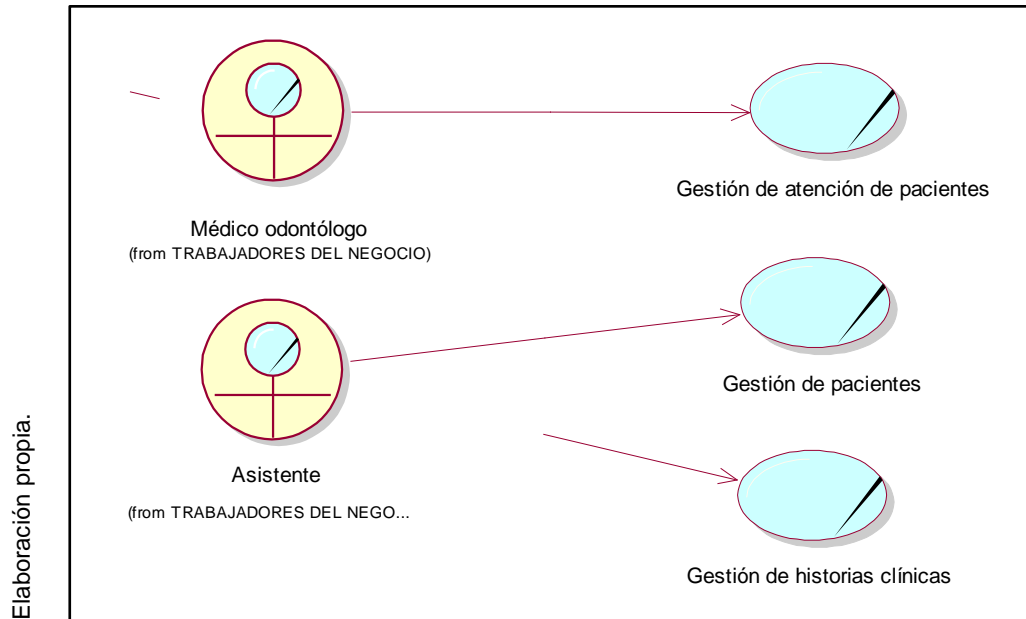 Médico odontólogo
(from TRABAJADORES DEL NEGOCIO)
Gestión de atención de pacientes
Asistente
(from TRABAJADORES DEL NEGO...
Gestión de pacientes
Gestión de historias clínicas
Elaboración propia.